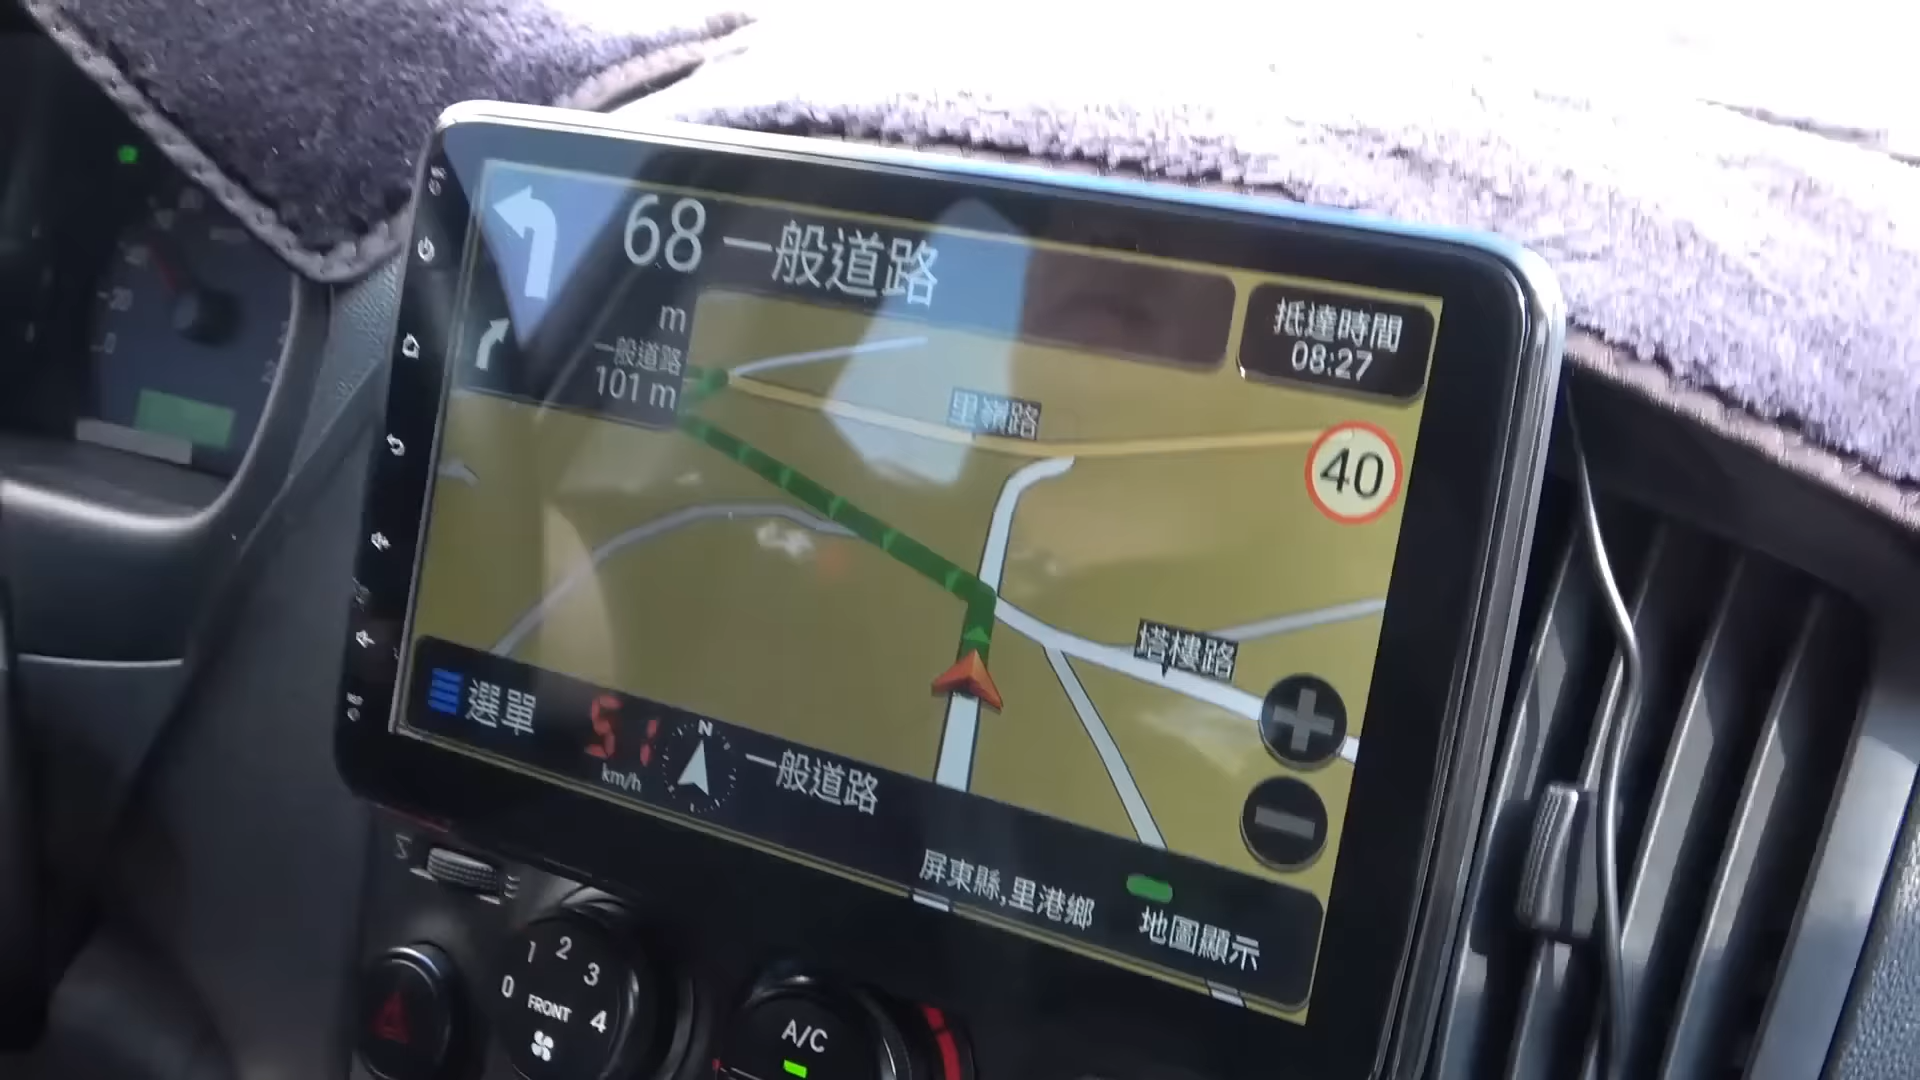 68
一般道路
m
一般道路
101 m
抵達時間
08:27
里嶺路
40
塔樓路
選單
51
km/h
N
一般道路
屏東縣,里港鄉
地圖顯示
0 1 2 3 4
FRONT
A/C